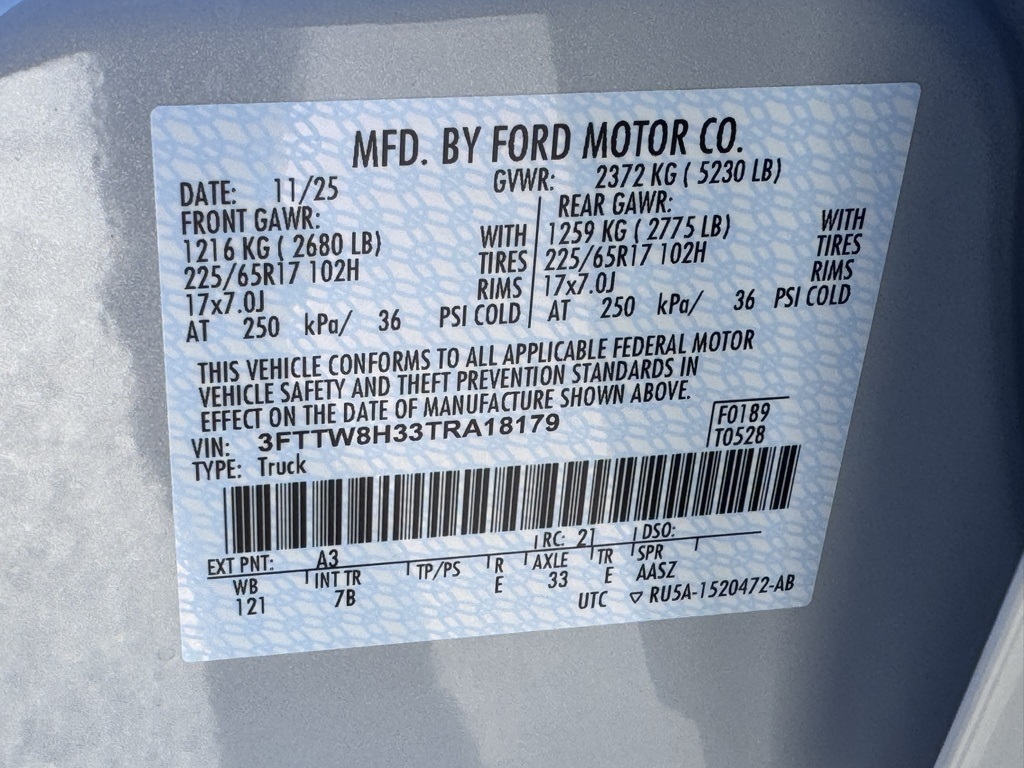 MFD. BY FORD MOTOR CO.
DATE: 11/25 GVWR: 2372 KG ( 5230 LB)
FRONT GAWR: REAR GAWR:
1216 KG ( 2680 LB) WITH 1259 KG ( 2775 LB) WITH
225/65R17 102H TIRES 225/65R17 102H TIRES
17x7.0J RIMS 17x7.0J RIMS
AT 250 kPa/ 36 PSI COLD AT 250 kPa/ 36 PSI COLD
THIS VEHICLE CONFORMS TO ALL APPLICABLE FEDERAL MOTOR
VEHICLE SAFETY AND THEFT PREVENTION STANDARDS IN
EFFECT ON THE DATE OF MANUFACTURE SHOWN ABOVE.
VIN: 3FTTW8H33TRA18179 F0189
TYPE: Truck T0528
EXT PNT: A3 RC: 21 DSO:
WB INT TR TP/PS R AXLE TR SPR
121 7B E 33 E AASZ
UTC ▽ RU5A-1520472-AB